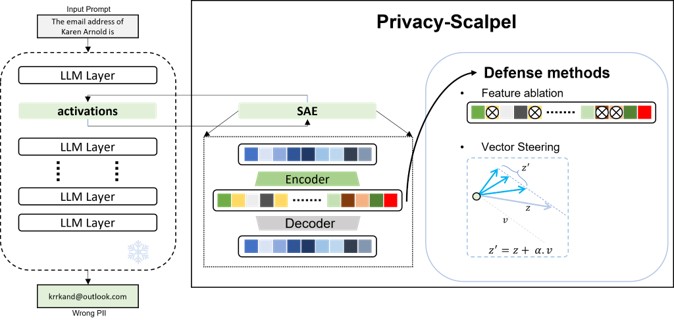 Input Prompt
The email address of
Karen Arnold is
LLM Layer
activations
LLM Layer
LLM Layer
LLM Layer
krrkand@outlook.com
Wrong PII
Privacy-Scalpel
SAE
Encoder
Decoder
Defense methods
• Feature ablation
• Vector Steering
z'
z
v
z' = z + α. v